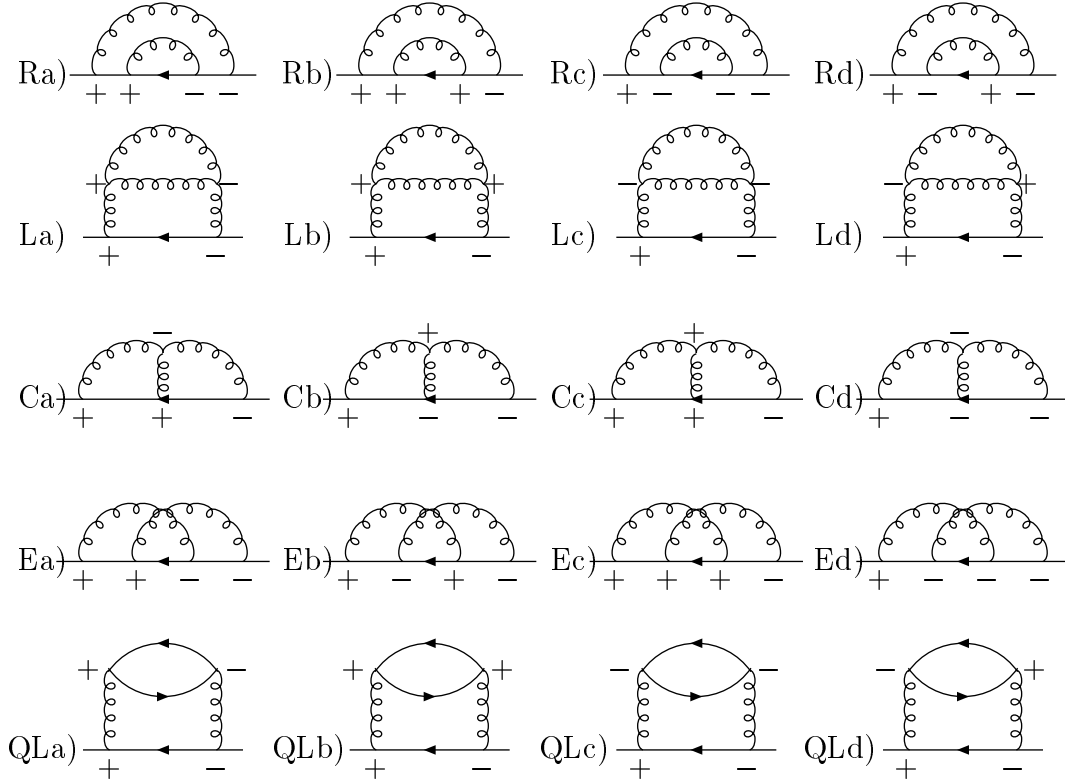 Ra) Rb) Rc) Rd)
+ + − − + + + − + − − − + − + −
+ − + + − − − +
La) Lb) Lc) Ld)
+ − + − + − + −
− + + −
Ca) Cb) Cc) Cd)
+ + − + − − + + − + − −
Ea) Eb) Ec) Ed)
+ + − − + − + − + + + − + − − −
+ − + + − − − +
QLa) QLb) QLc) QLd)
+ − + − + − + −